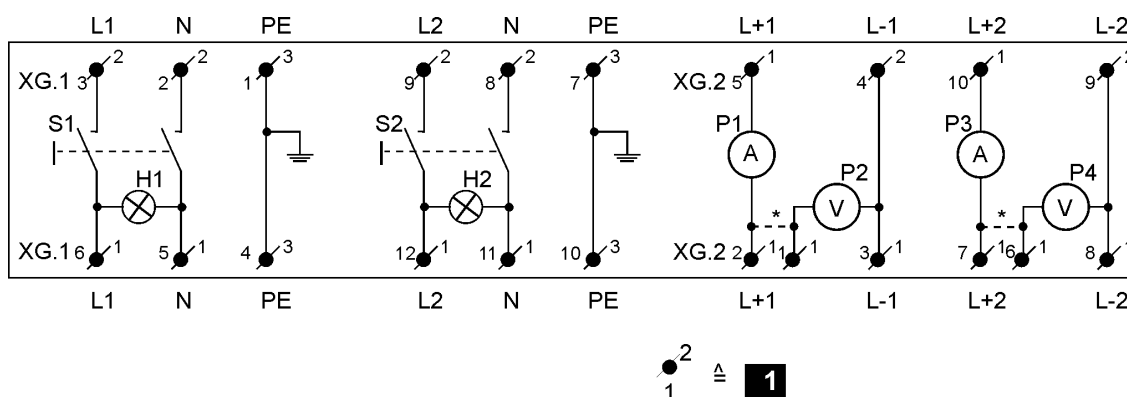 L1 N PE L2 N PE L+1 L-1 L+2 L-2
XG.1 3 2 2 2 1 3 9 2 8 2 7 3 XG.2 5 1 4 2 10 1 9 2
S1 S2 P1 P3
A A
H1 H2 P2 P4
V V
* *
XG.1 6 1 5 1 4 3 12 1 11 1 10 3 XG.2 2 1 1 1 3 1 7 1 6 1 8 1
L1 N PE L2 N PE L+1 L-1 L+2 L-2
2
1 ≙ 1